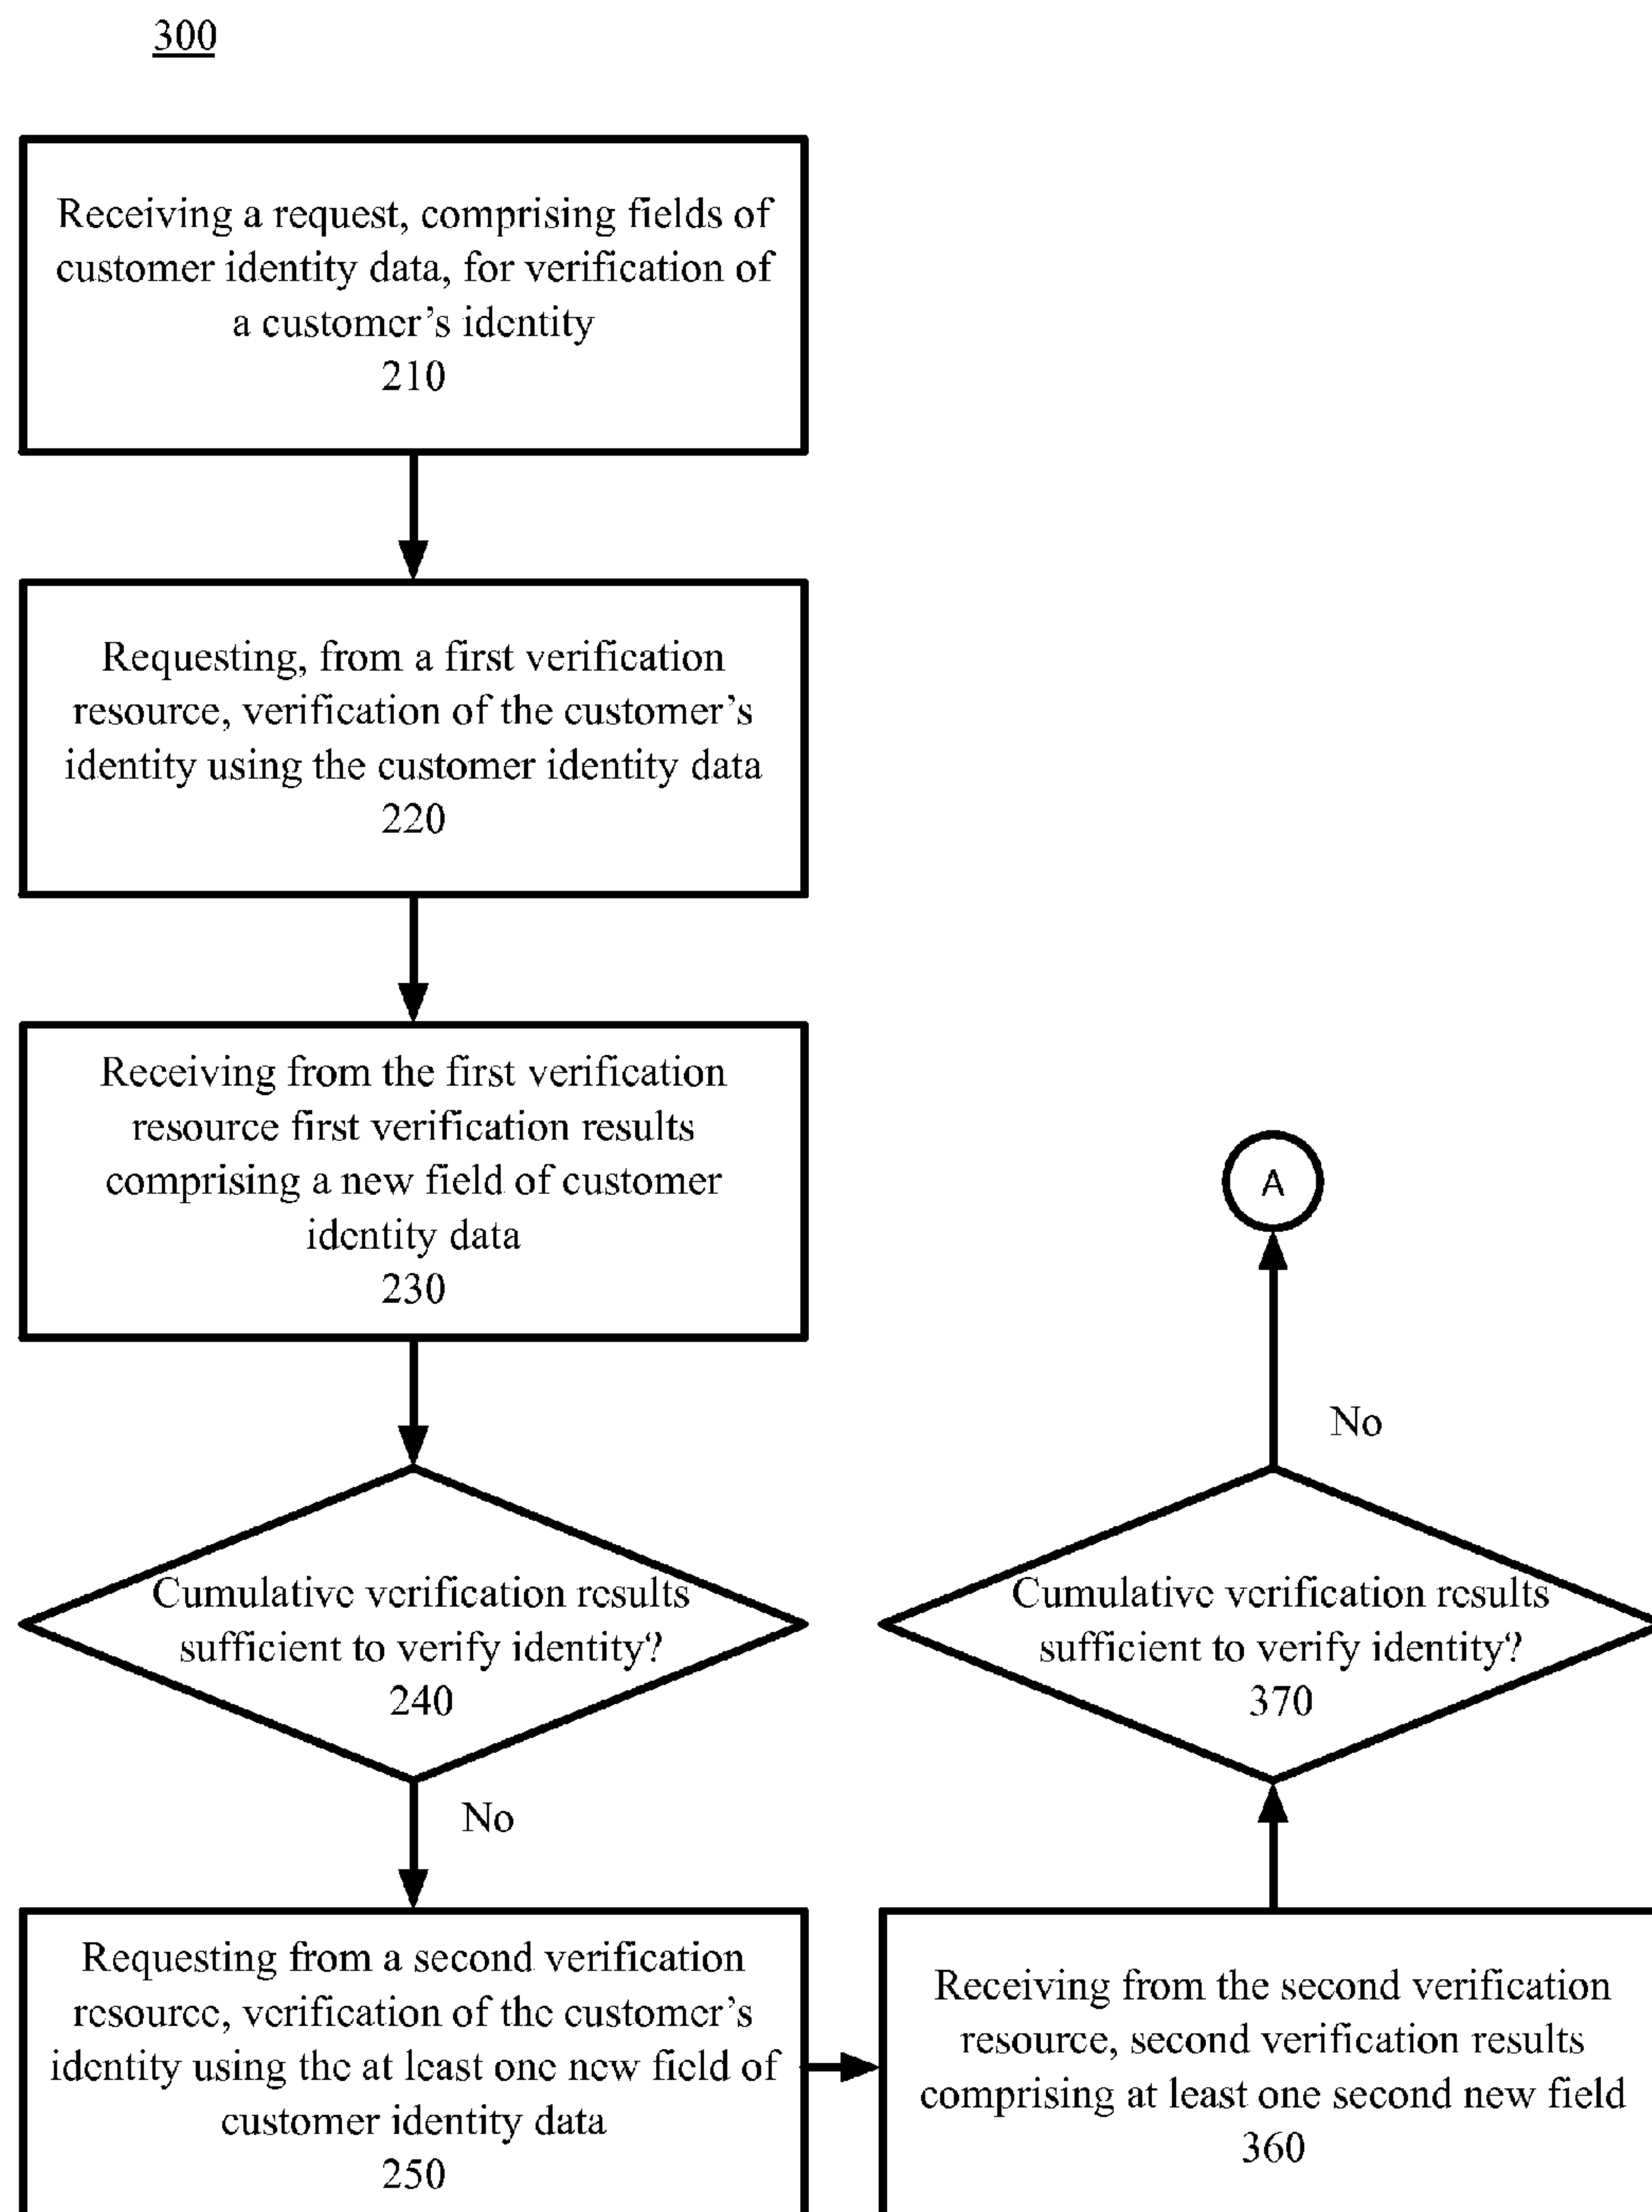 300
Receiving a request, comprising fields of
customer identity data, for verification of
a customer's identity
210
Requesting, from a first verification
resource, verification of the customer's
identity using the customer identity data
220
Receiving from the first verification
resource first verification results
comprising a new field of customer
identity data
230
Cumulative verification results
sufficient to verify identity?
240
No
Requesting from a second verification
resource, verification of the customer's
identity using the at least one new field of
customer identity data
250
Receiving from the second verification
resource, second verification results
comprising at least one second new field
360
Cumulative verification results
sufficient to verify identity?
370
No
A